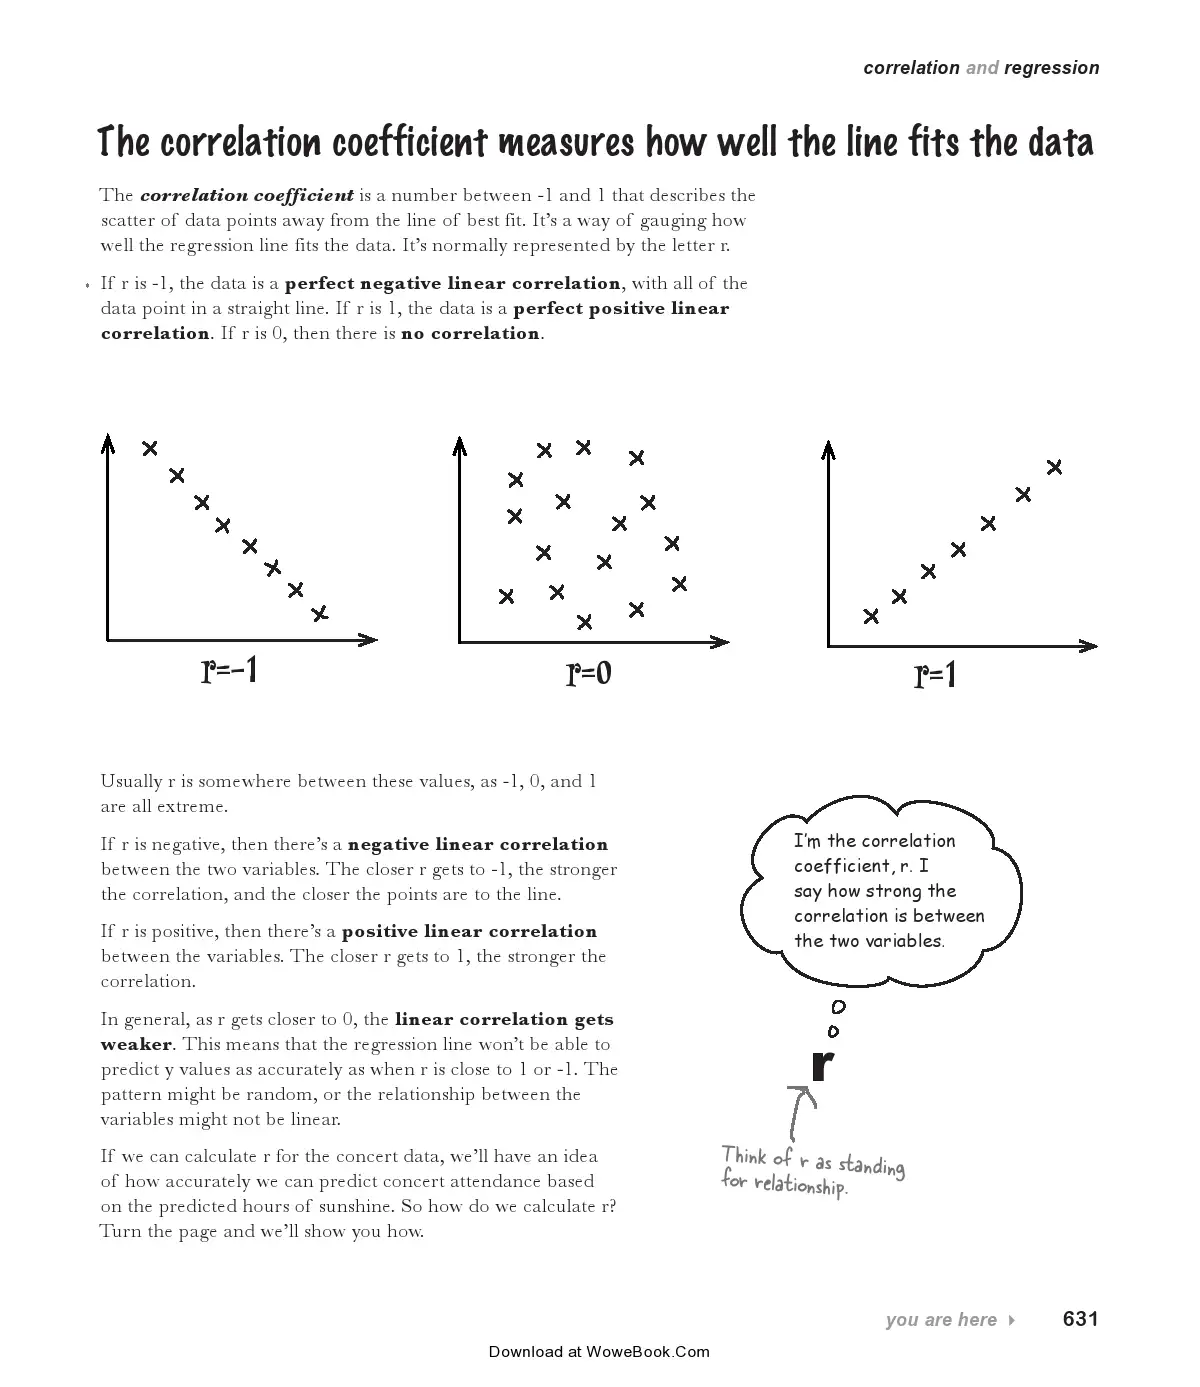 correlation and regression
The correlation coefficient measures how well the line fits the data
The correlation coefficient is a number between -1 and 1 that describes the
scatter of data points away from the line of best fit. It’s a way of gauging how
well the regression line fits the data. It’s normally represented by the letter r.
If r is -1, the data is a perfect negative linear correlation, with all of the
data point in a straight line. If r is 1, the data is a perfect positive linear
correlation. If r is 0, then there is no correlation.
r=-1
r=0
r=1
Usually r is somewhere between these values, as -1, 0, and 1
are all extreme.
If r is negative, then there’s a negative linear correlation
between the two variables. The closer r gets to -1, the stronger
the correlation, and the closer the points are to the line.
If r is positive, then there’s a positive linear correlation
between the variables. The closer r gets to 1, the stronger the
correlation.
In general, as r gets closer to 0, the linear correlation gets
weaker. This means that the regression line won’t be able to
predict y values as accurately as when r is close to 1 or -1. The
pattern might be random, or the relationship between the
variables might not be linear.
If we can calculate r for the concert data, we’ll have an idea
of how accurately we can predict concert attendance based
on the predicted hours of sunshine. So how do we calculate r?
Turn the page and we’ll show you how.
I’m the correlation
coefficient, r. I
say how strong the
correlation is between
the two variables.
r
Think of r as standing
for relationship.
you are here
631
Download at WoweBook.Com